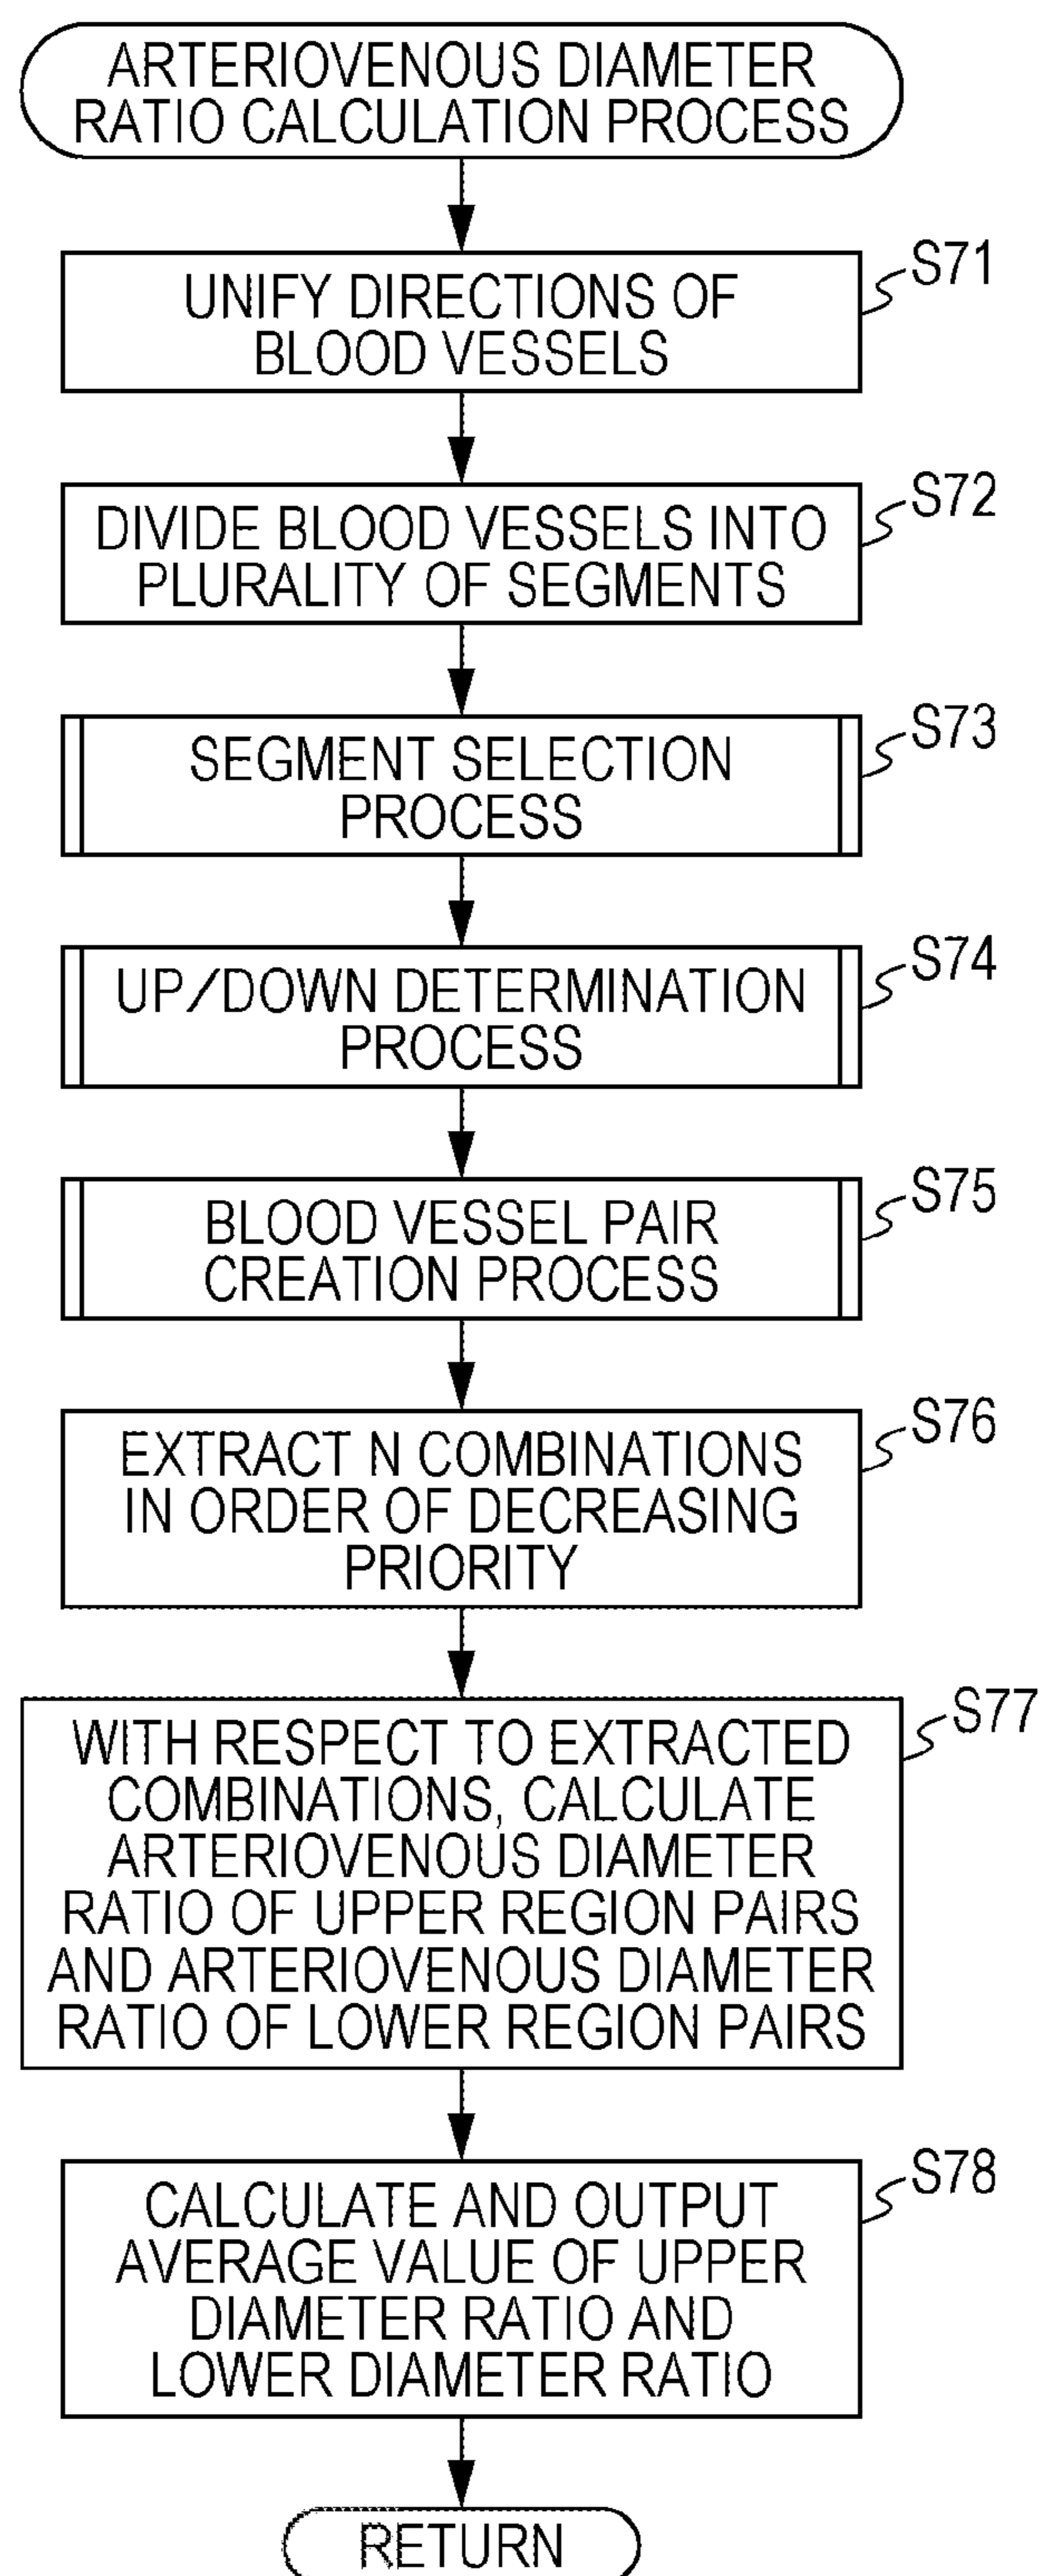 ARTERIOVENOUS DIAMETER
RATIO CALCULATION PROCESS
S71
UNIFY DIRECTIONS OF
BLOOD VESSELS
S72
DIVIDE BLOOD VESSELS INTO
PLURALITY OF SEGMENTS
S73
SEGMENT SELECTION
PROCESS
S74
UP/DOWN DETERMINATION
PROCESS
S75
BLOOD VESSEL PAIR
CREATION PROCESS
S76
EXTRACT N COMBINATIONS
IN ORDER OF DECREASING
PRIORITY
S77
WITH RESPECT TO EXTRACTED
COMBINATIONS, CALCULATE
ARTERIOVENOUS DIAMETER
RATIO OF UPPER REGION PAIRS
AND ARTERIOVENOUS DIAMETER
RATIO OF LOWER REGION PAIRS
S78
CALCULATE AND OUTPUT
AVERAGE VALUE OF UPPER
DIAMETER RATIO AND
LOWER DIAMETER RATIO
RETURN